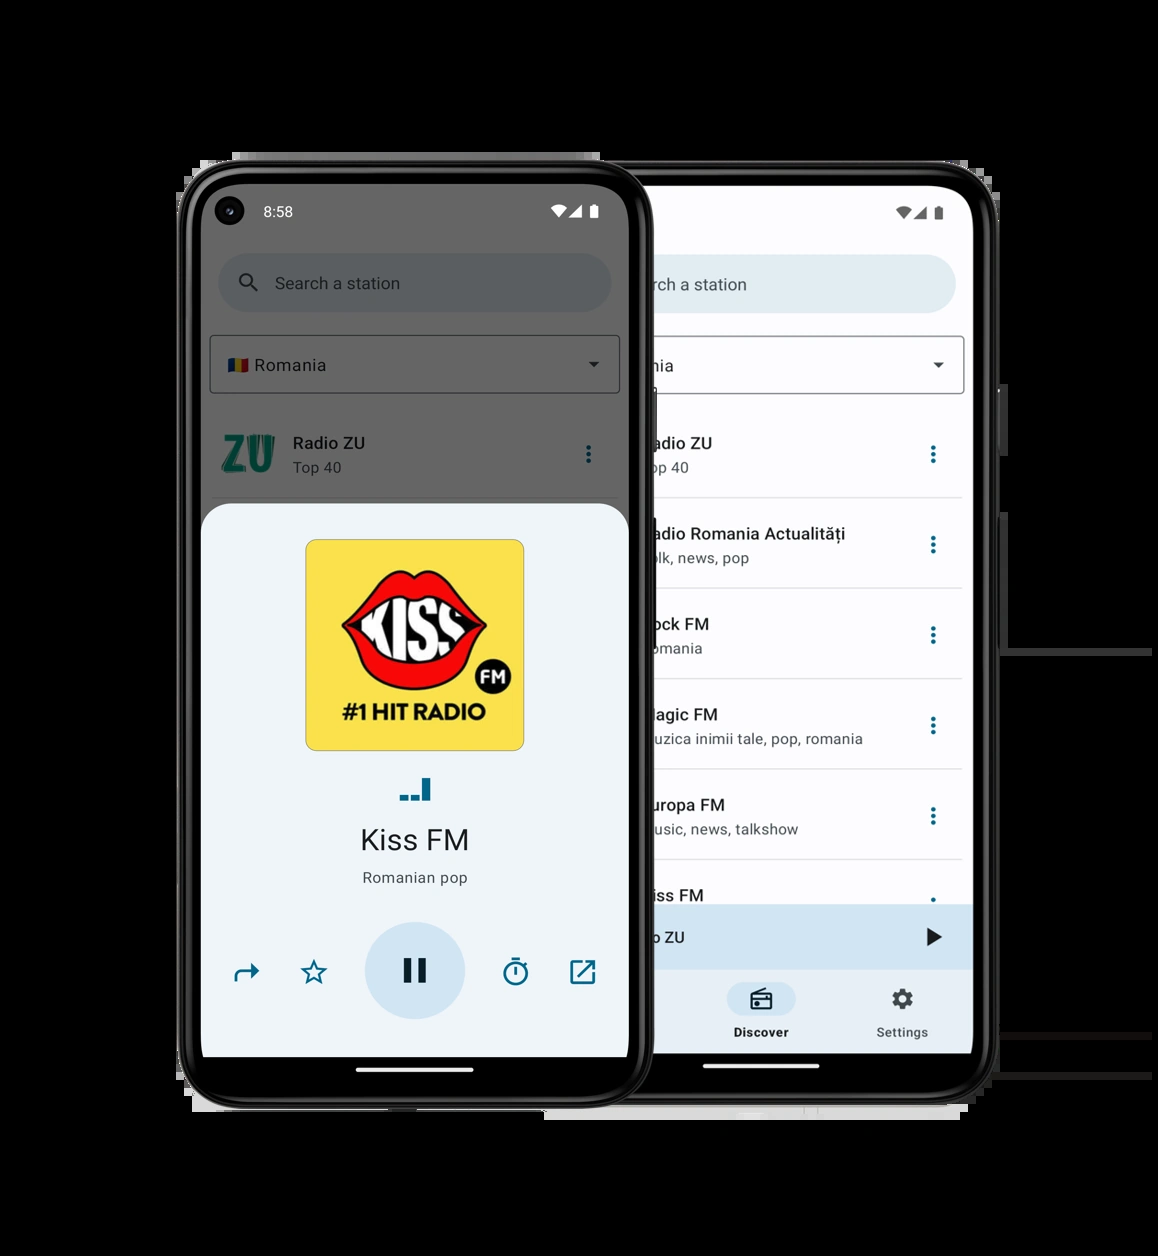 8:58
Search a station
🇷🇴 Romania
ZU
Radio ZU
Top 40
KISS
FM
#1 HIT RADIO
Kiss FM
Romanian pop
rch a station
nia
adio ZU
op 40
adio Romania Actualități
olk, news, pop
ock FM
omania
agic FM
uzica inimii tale, pop, romania
uropa FM
usic, news, talkshow
iss FM
o ZU
Discover
Settings